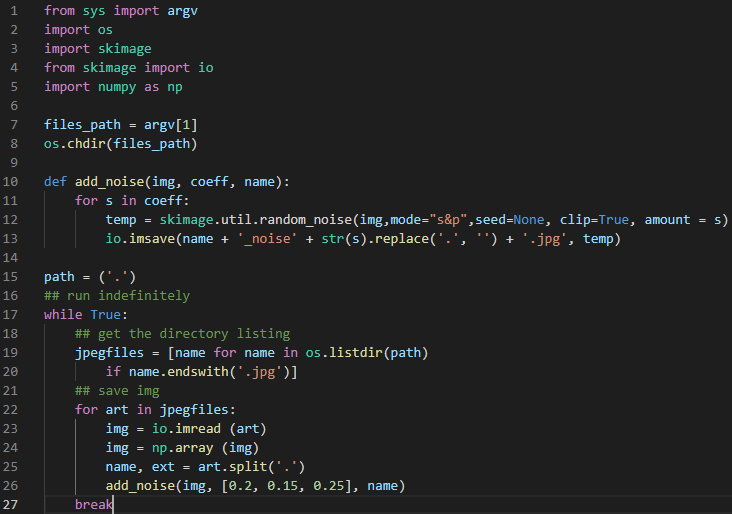 1 from sys import argv
2 import os
3 import skimage
4 from skimage import io
5 import numpy as np
6
7 files_path = argv[1]
8 os.chdir(files_path)
9
10 def add_noise(img, coeff, name):
11     for s in coeff:
12         temp = skimage.util.random_noise(img,mode="s&p",seed=None, clip=True, amount = s)
13         io.imsave(name + '_noise' + str(s).replace('.', '') + '.jpg', temp)
14
15 path = ('.')
16 ## run indefinitely
17 while True:
18     ## get the directory listing
19     jpegfiles = [name for name in os.listdir(path)
20         if name.endswith('.jpg')]
21     ## save img
22     for art in jpegfiles:
23         img = io.imread (art)
24         img = np.array (img)
25         name, ext = art.split('.')
26         add_noise(img, [0.2, 0.15, 0.25], name)
27     break